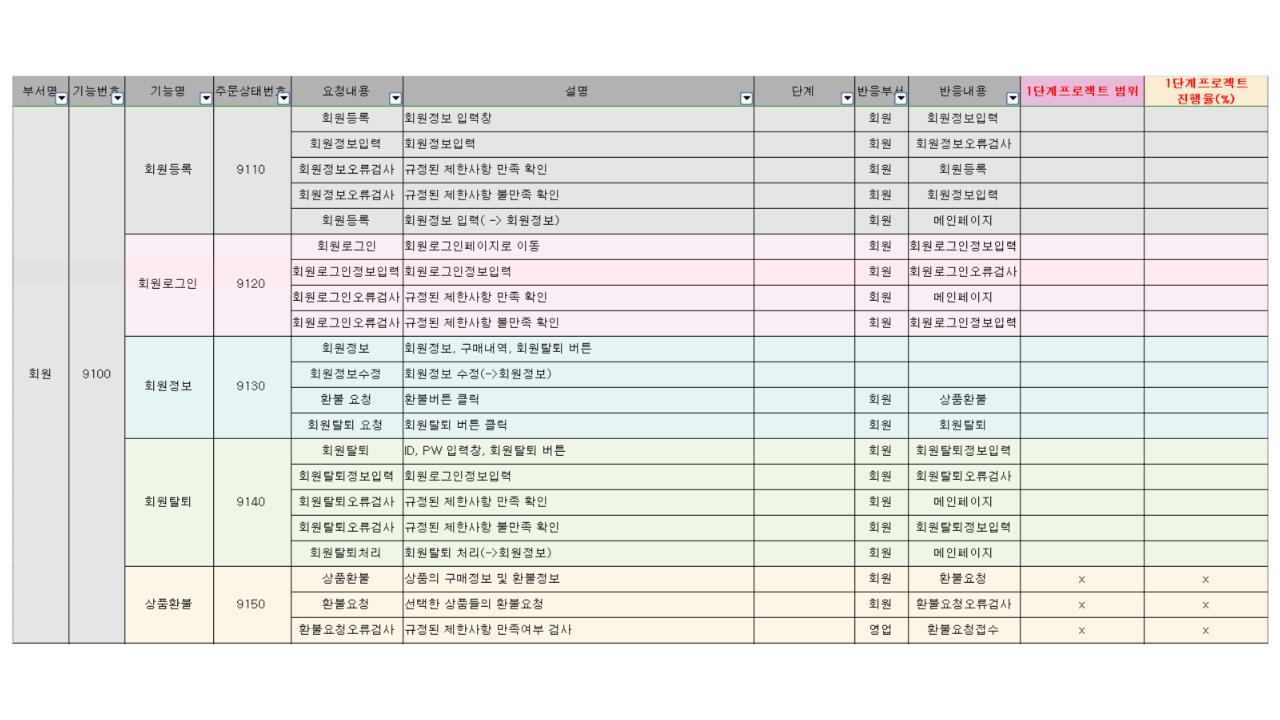 부서명 기능번호 기능명 주문상태번호 요청내용 설명 단계 반응부서 반응내용 1단계프로젝트 범위 1단계프로젝트 진행율(%)
회원 9100
회원등록 9110
회원등록 회원정보 입력창 회원 회원정보입력
회원정보입력 회원정보입력 회원 회원정보오류검사
회원정보오류검사 규정된 제한사항 만족 확인 회원 회원등록
회원정보오류검사 규정된 제한사항 불만족 확인 회원 회원정보입력
회원등록 회원정보 입력( -> 회원정보) 회원 메인페이지
회원로그인 9120
회원로그인 회원로그인페이지로 이동 회원 회원로그인정보입력
회원로그인정보입력 회원로그인정보입력 회원 회원로그인오류검사
회원로그인오류검사 규정된 제한사항 만족 확인 회원 메인페이지
회원로그인오류검사 규정된 제한사항 불만족 확인 회원 회원로그인정보입력
회원정보 9130
회원정보 회원정보, 구매내역, 회원탈퇴 버튼
회원정보수정 회원정보 수정(->회원정보)
환불 요청 환불버튼 클릭 회원 상품환불
회원탈퇴 요청 회원탈퇴 버튼 클릭 회원 회원탈퇴
회원탈퇴 9140
회원탈퇴 ID, PW 입력창, 회원탈퇴 버튼 회원 회원탈퇴정보입력
회원탈퇴정보입력 회원로그인정보입력 회원 회원탈퇴오류검사
회원탈퇴오류검사 규정된 제한사항 만족 확인 회원 메인페이지
회원탈퇴오류검사 규정된 제한사항 불만족 확인 회원 회원탈퇴정보입력
회원탈퇴처리 회원탈퇴 처리(->회원정보) 회원 메인페이지
상품환불 9150
상품환불 상품의 구매정보 및 환불정보 회원 환불요청 x x
환불요청 선택한 상품들의 환불요청 회원 환불요청오류검사 x x
환불요청오류검사 규정된 제한사항 만족여부 검사 영업 환불요청접수 x x